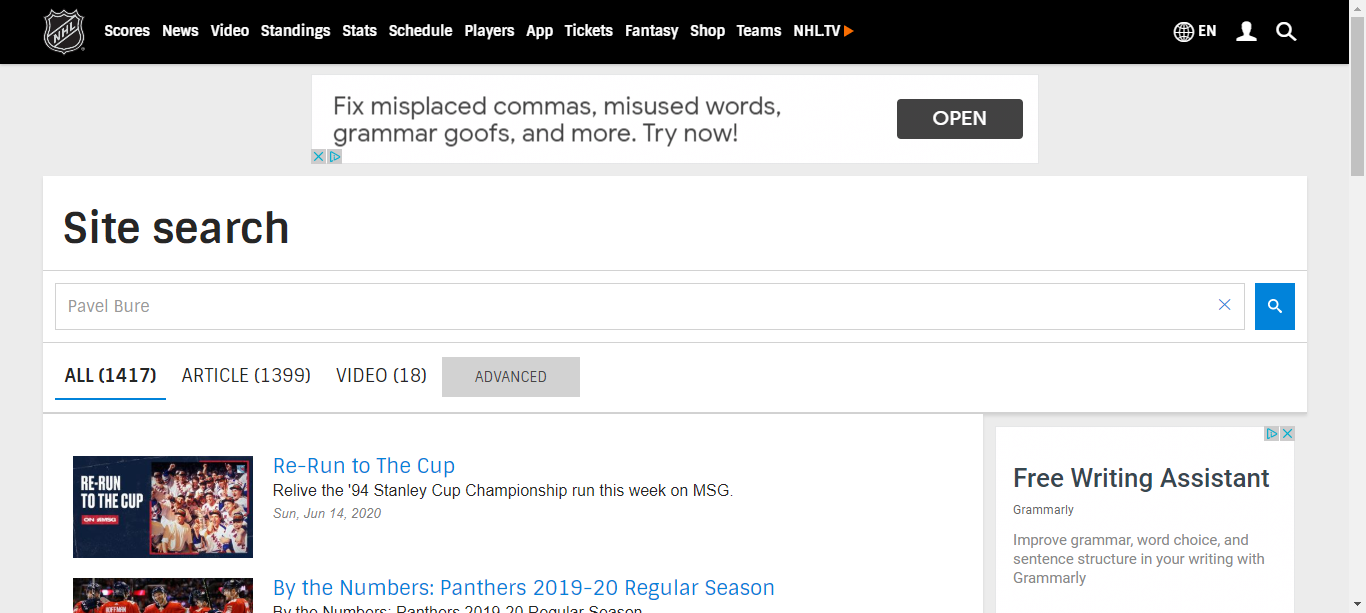 NHL
Scores News Video Standings Stats Schedule Players App Tickets Fantasy Shop Teams NHL.TV
EN
Fix misplaced commas, misused words,
grammar goofs, and more. Try now!
OPEN
Site search
Pavel Bure
ALL (1417) ARTICLE (1399) VIDEO (18) ADVANCED
RE-RUN
TO THE CUP
ON MSG
Re-Run to The Cup
Relive the '94 Stanley Cup Championship run this week on MSG.
Sun, Jun 14, 2020
HOFFMAN
By the Numbers: Panthers 2019-20 Regular Season
By the Numbers: Panthers 2019-20 Regular Season
Free Writing Assistant
Grammarly
Improve grammar, word choice, and
sentence structure in your writing with
Grammarly